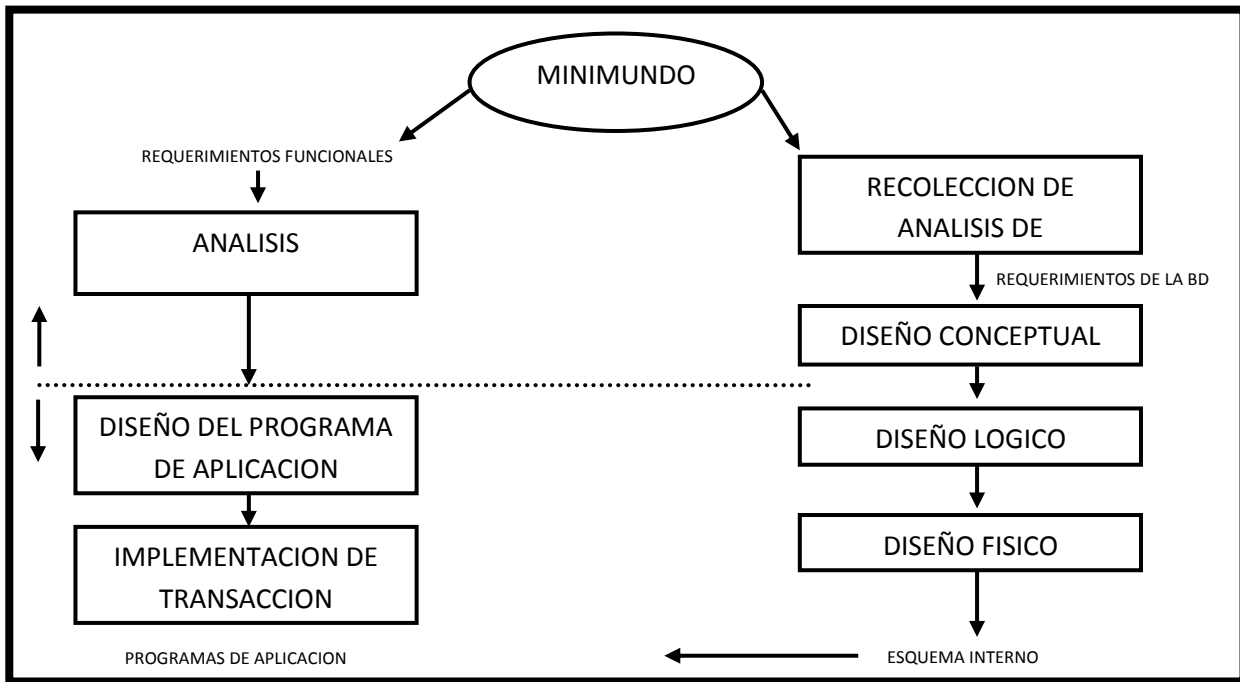 MINIMUNDO
REQUERIMIENTOS FUNCIONALES
ANALISIS
DISEÑO DEL PROGRAMA
DE APLICACION
IMPLEMENTACION DE
TRANSACCION
PROGRAMAS DE APLICACION
RECOLECCION DE
ANALISIS DE
REQUERIMIENTOS DE LA BD
DISEÑO CONCEPTUAL
DISEÑO LOGICO
DISEÑO FISICO
ESQUEMA INTERNO